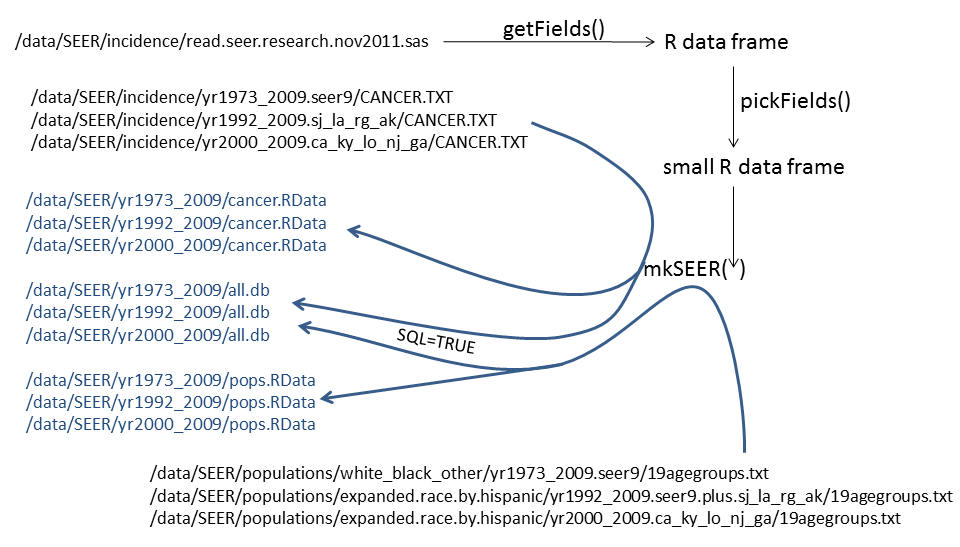 /data/SEER/incidence/read.seer.research.nov2011.sas
getFields()
R data frame
pickFields()
small R data frame
mkSEER( )
/data/SEER/incidence/yr1973_2009.seer9/CANCER.TXT
/data/SEER/incidence/yr1992_2009.sj_la_rg_ak/CANCER.TXT
/data/SEER/incidence/yr2000_2009.ca_ky_lo_nj_ga/CANCER.TXT
/data/SEER/yr1973_2009/cancer.RData
/data/SEER/yr1992_2009/cancer.RData
/data/SEER/yr2000_2009/cancer.RData
/data/SEER/yr1973_2009/all.db
/data/SEER/yr1992_2009/all.db
/data/SEER/yr2000_2009/all.db
SQL=TRUE
/data/SEER/yr1973_2009/pops.RData
/data/SEER/yr1992_2009/pops.RData
/data/SEER/yr2000_2009/pops.RData
/data/SEER/populations/white_black_other/yr1973_2009.seer9/19agegroups.txt
/data/SEER/populations/expanded.race.by.hispanic/yr1992_2009.seer9.plus.sj_la_rg_ak/19agegroups.txt
/data/SEER/populations/expanded.race.by.hispanic/yr2000_2009.ca_ky_lo_nj_ga/19agegroups.txt